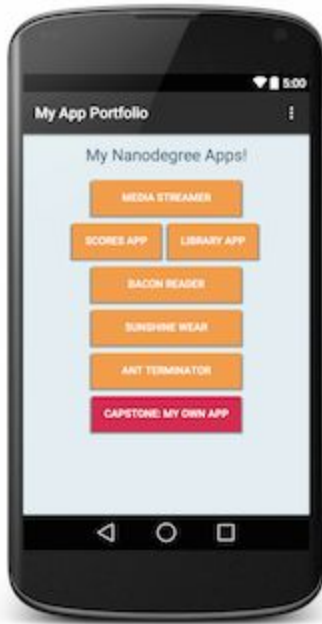 5:00
My App Portfolio
My Nanodegree Apps!
MEDIA STREAMER
SCORES APP LIBRARY APP
BACON READER
SUNSHINE WEAR
ANT TERMINATOR
CAPSTONE: MY OWN APP